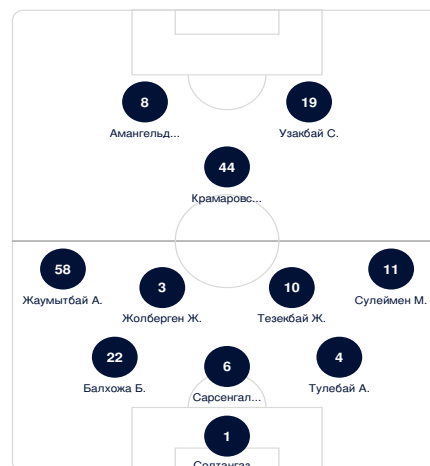 8
19
Амангельд...
Узакбай С.
44
Крамаровс...
58
11
Жаумытбай А.
3
10
Сулеймен М.
Жолберген Ж.
Тезекбай Ж.
22
6
4
Балхожа Б.
Тулебай А.
Сарсенгал...
1